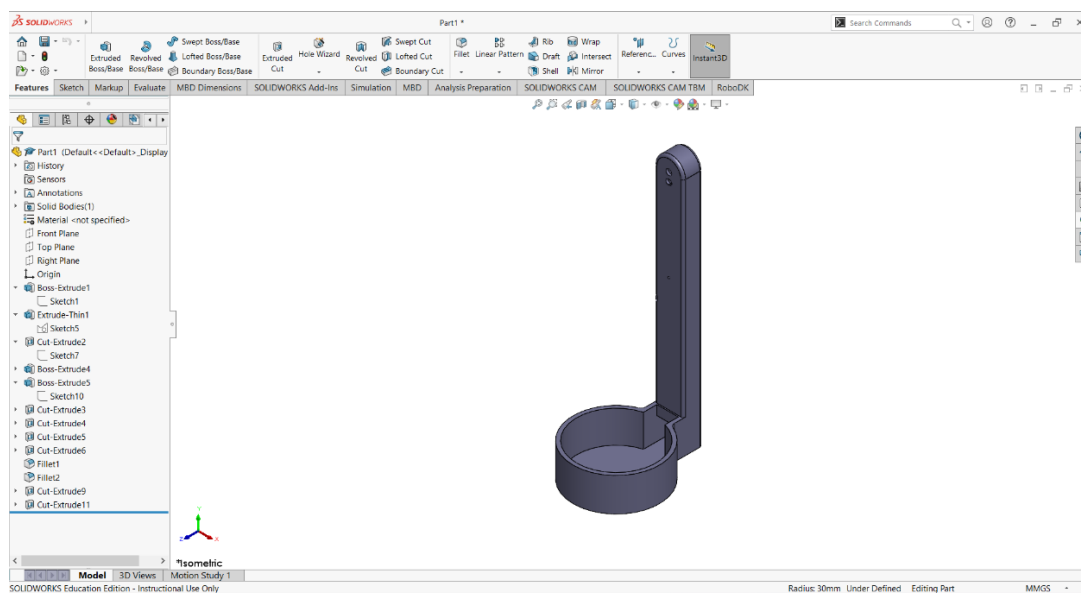 SOLIDWORKS
Part1 *
Search Commands
Extruded Boss/Base
Revolved Boss/Base
Swept Boss/Base
Lofted Boss/Base
Boundary Boss/Base
Extruded Cut
Hole Wizard
Revolved Cut
Swept Cut
Lofted Cut
Boundary Cut
Fillet
Linear Pattern
Rib
Draft
Shell
Wrap
Intersect
Mirror
Referenc...
Curves
Instant3D
Features Sketch Markup Evaluate MBD Dimensions SOLIDWORKS Add-Ins Simulation MBD Analysis Preparation SOLIDWORKS CAM SOLIDWORKS CAM TBM RoboDK
Part1 (Default<<Default>_Display
History
Sensors
Annotations
Solid Bodies(1)
Material <not specified>
Front Plane
Top Plane
Right Plane
Origin
Boss-Extrude1
Sketch1
Extrude-Thin1
Sketch5
Cut-Extrude2
Sketch7
Boss-Extrude4
Boss-Extrude5
Sketch10
Cut-Extrude3
Cut-Extrude4
Cut-Extrude5
Cut-Extrude6
Fillet1
Fillet2
Cut-Extrude9
Cut-Extrude11
Y
Z
X
*Isometric
Model 3D Views Motion Study 1
SOLIDWORKS Education Edition - Instructional Use Only
Radius: 30mm Under Defined Editing Part MMGS